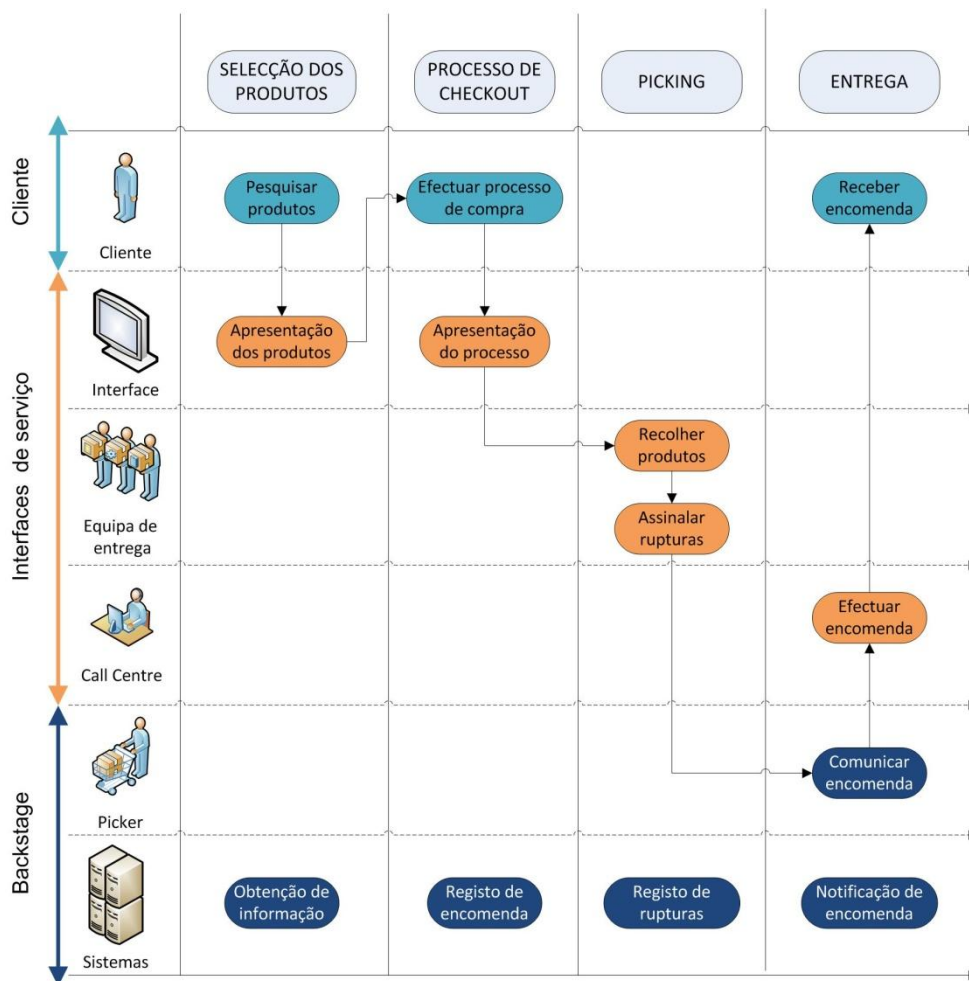 SELECÇÃO DOS
PRODUTOS
PROCESSO DE
CHECKOUT
PICKING
ENTREGA
Cliente
Cliente
Pesquisar
produtos
Efectuar processo
de compra
Receber
encomenda
Interfaces de serviço
Interface
Apresentação
dos produtos
Apresentação
do processo
Equipa de
entrega
Recolher
produtos
Assinalar
rupturas
Call Centre
Efectuar
encomenda
Backstage
Picker
Comunicar
encomenda
Sistemas
Obtenção de
informação
Registo de
encomenda
Registo de
rupturas
Notificação de
encomenda